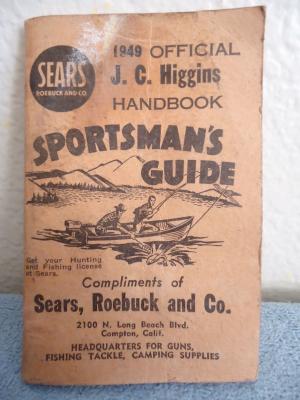 1949 OFFICIAL
SEARS
ROEBUCK AND CO.
J. C. Higgins
HANDBOOK
SPORTSMAN'S
GUIDE
Get your Hunting
and Fishing license
at Sears.
Compliments of
Sears, Roebuck and Co.
2100 N. Long Beach Blvd.
Compton, Calif.
HEADQUARTERS FOR GUNS,
FISHING TACKLE, CAMPING SUPPLIES